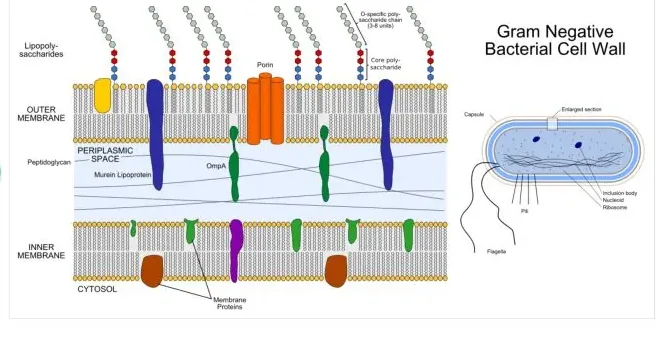 Gram Negative
Bacterial Cell Wall
Lipopoly-
saccharides
O-specific poly-
saccharide chain
(3-8 units)
Core poly-
saccharide
Porin
OUTER
MEMBRANE
PERIPLASMIC
SPACE
Peptidoglycan
Murein Lipoprotein
OmpA
INNER
MEMBRANE
CYTOSOL
Membrane
Proteins
Capsule
Enlarged section
Inclusion body
Nucleoid
Ribosome
Pili
Flagella